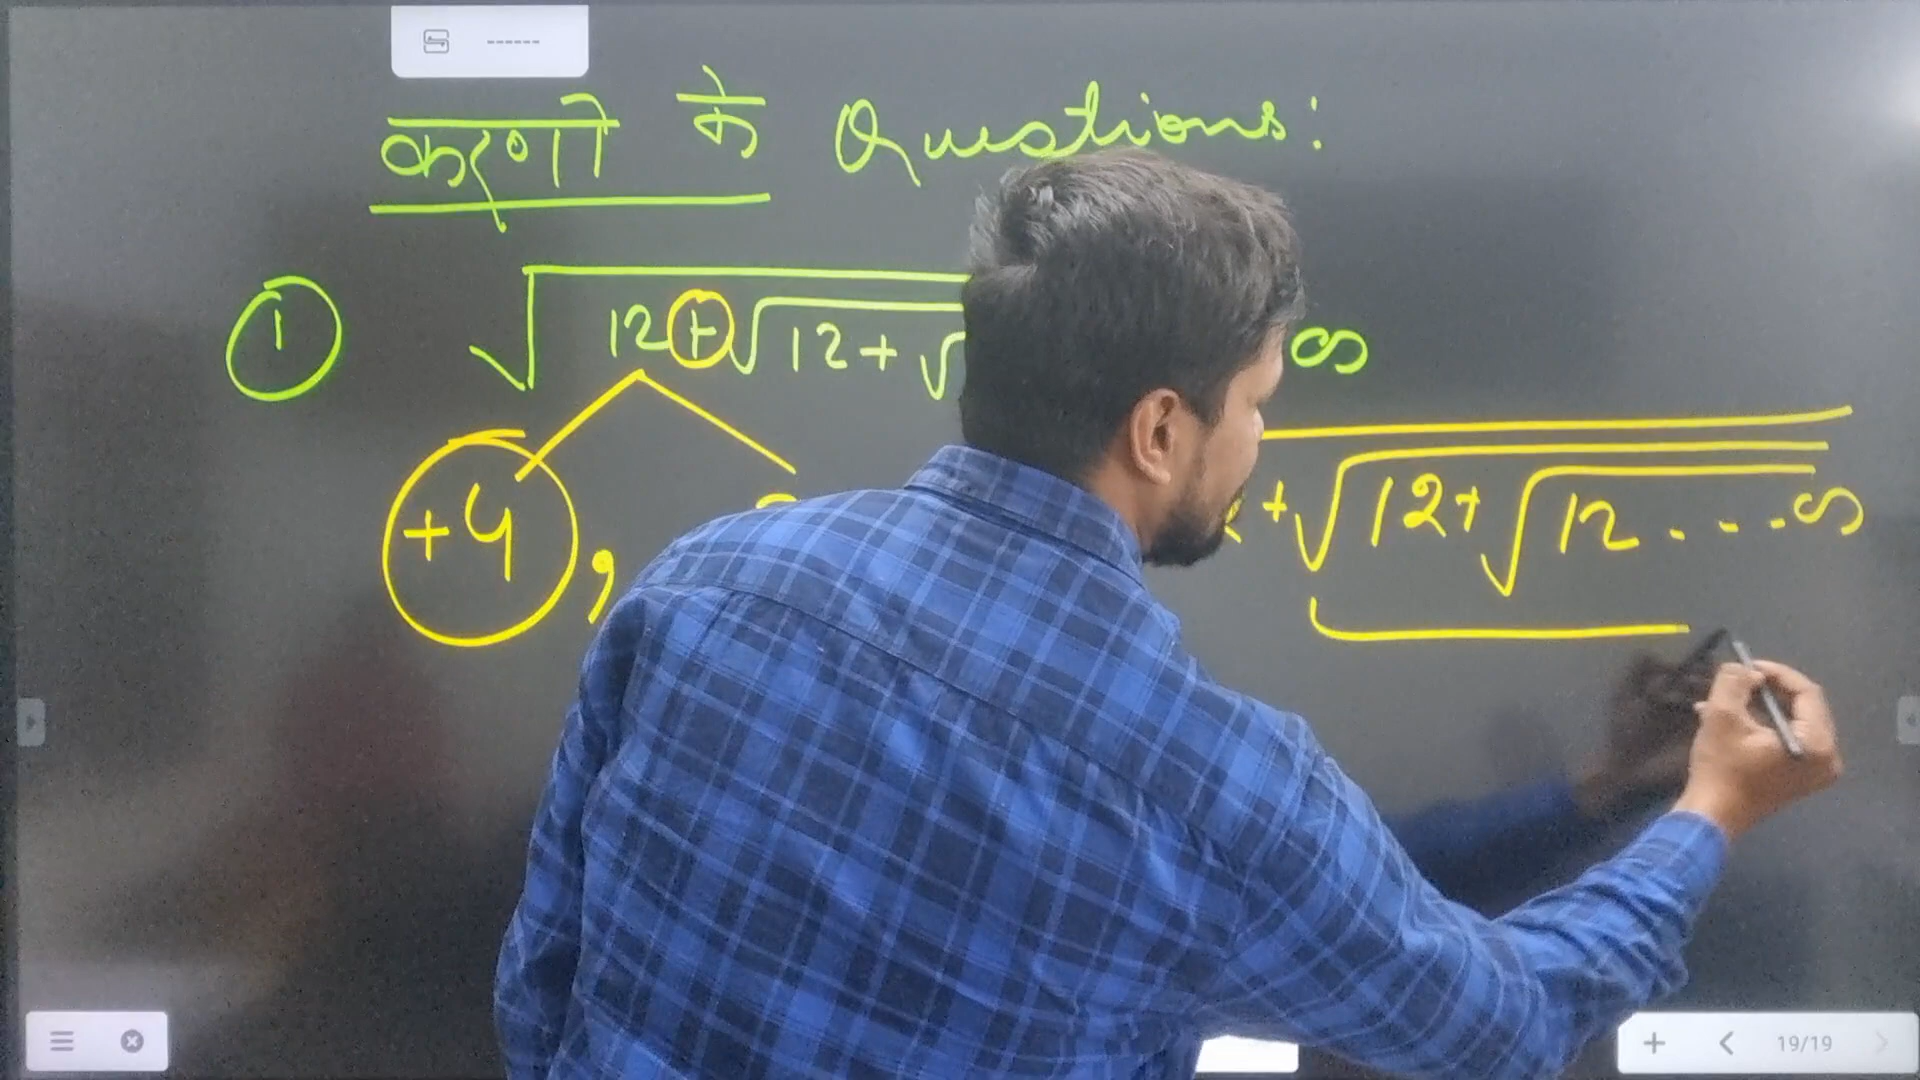 करणी के Questions:
① √12+√12+√ ∞
+4, +√12+√12...∞
19/19